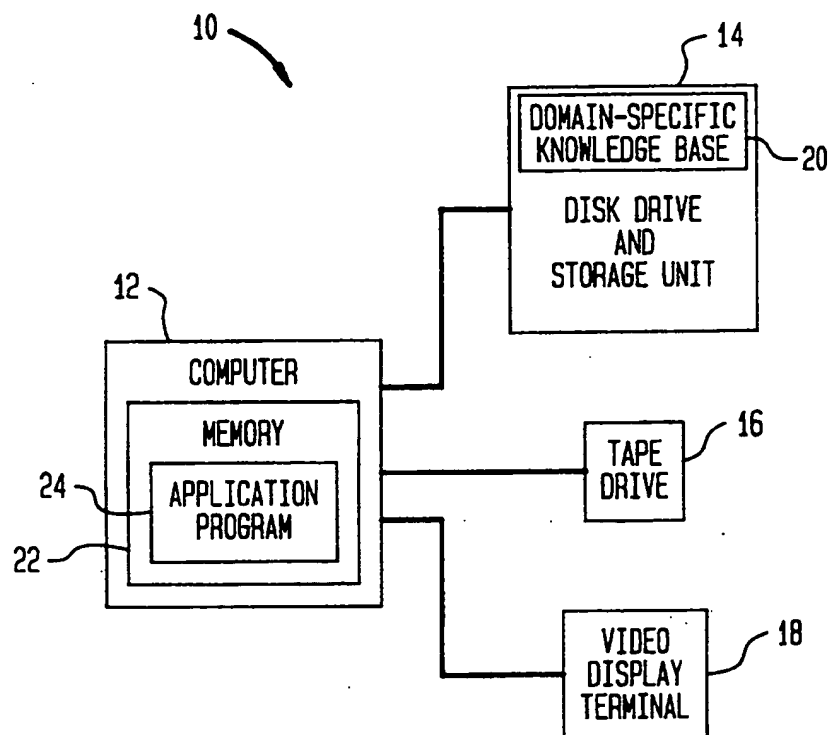 10
14
DOMAIN-SPECIFIC
KNOWLEDGE BASE
20
DISK DRIVE
AND
STORAGE UNIT
12
COMPUTER
MEMORY
24
APPLICATION
PROGRAM
22
16
TAPE
DRIVE
18
VIDEO
DISPLAY
TERMINAL